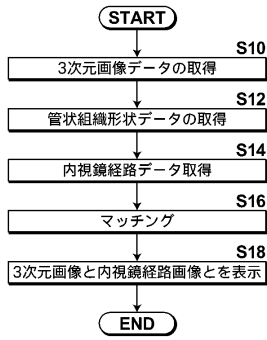 START
S10
3次元画像データの取得
S12
管状組織形状データの取得
S14
内視鏡経路データ取得
S16
マッチング
S18
3次元画像と内視鏡経路画像とを表示
END